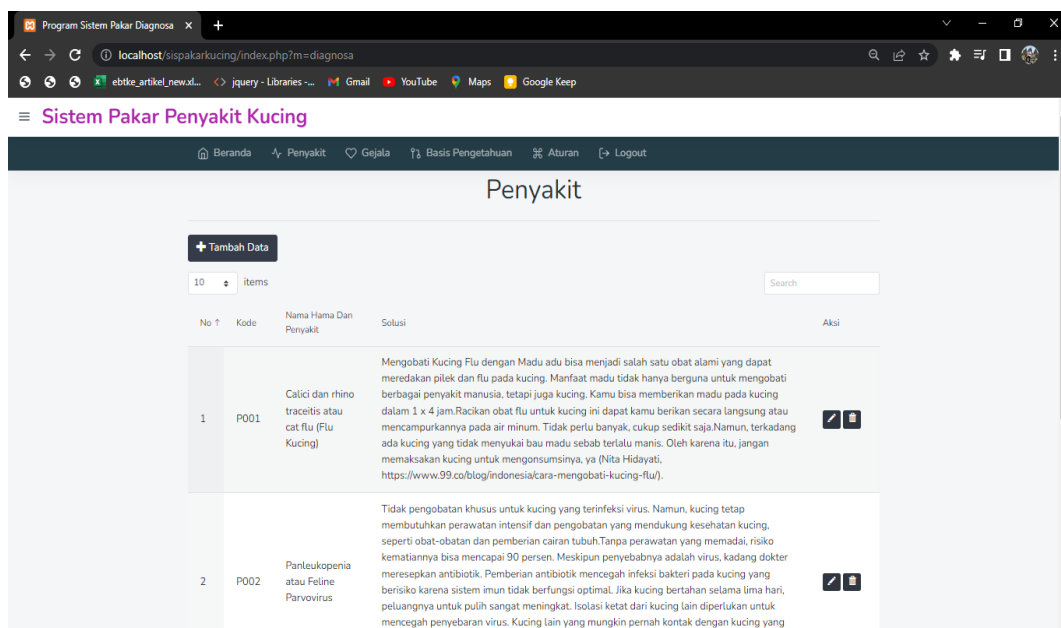 Program Sistem Pakar Diagnosa
localhost/sispakarkucing/index.php?m=diagnosa
ebtke_artikel_new.xl... jquery - Libraries -... Gmail YouTube Maps Google Keep
Sistem Pakar Penyakit Kucing
Beranda Penyakit Gejala Basis Pengetahuan Aturan Logout
Penyakit
Tambah Data
10 items Search
No Kode Nama Hama Dan Penyakit Solusi Aksi
1 P001
Calici dan rhino
traceitis atau
cat flu (Flu
Kucing)
Mengobati Kucing Flu dengan Madu adu bisa menjadi salah satu obat alami yang dapat
meredakan pilek dan flu pada kucing. Manfaat madu tidak hanya berguna untuk mengobati
berbagai penyakit manusia, tetapi juga kucing. Kamu bisa memberikan madu pada kucing
dalam 1 x 4 jam.Racikan obat flu untuk kucing ini dapat kamu berikan secara langsung atau
mencampurkannya pada air minum. Tidak perlu banyak, cukup sedikit saja.Namun, terkadang
ada kucing yang tidak menyukai bau madu sebab terlalu manis. Oleh karena itu, jangan
memaksakan kucing untuk mengonsumsinya, ya (Nita Hidayati,
https://www.99.co/blog/indonesia/cara-mengobati-kucing-flu/).
2 P002
Panleukopenia
atau Feline
Parvovirus
Tidak pengobatan khusus untuk kucing yang terinfeksi virus. Namun, kucing tetap
membutuhkan perawatan intensif dan pengobatan yang mendukung kesehatan kucing,
seperti obat-obatan dan pemberian cairan tubuh.Tanpa perawatan yang memadai, risiko
kematiannya bisa mencapai 90 persen. Meskipun penyebabnya adalah virus, kadang dokter
meresepkan antibiotik. Pemberian antibiotik mencegah infeksi bakteri pada kucing yang
berisiko karena sistem imun tidak berfungsi optimal. Jika kucing bertahan selama lima hari,
peluangnya untuk pulih sangat meningkat. Isolasi ketat dari kucing lain diperlukan untuk
mencegah penyebaran virus. Kucing lain yang mungkin pernah kontak dengan kucing yang